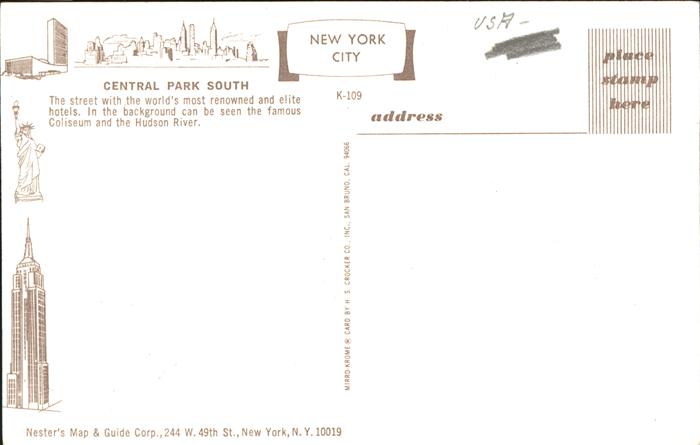 USA-
NEW YORK
CITY
place
stamp
here
CENTRAL PARK SOUTH
The street with the world's most renowned and elite
hotels. In the background can be seen the famous
Coliseum and the Hudson River.
K-109
address
MIRRO-KROME ® CARD BY H. S. CROCKER CO., INC., SAN BRUNO, CAL. 94066
Nester's Map & Guide Corp., 244 W. 49th St., New York, N.Y. 10019